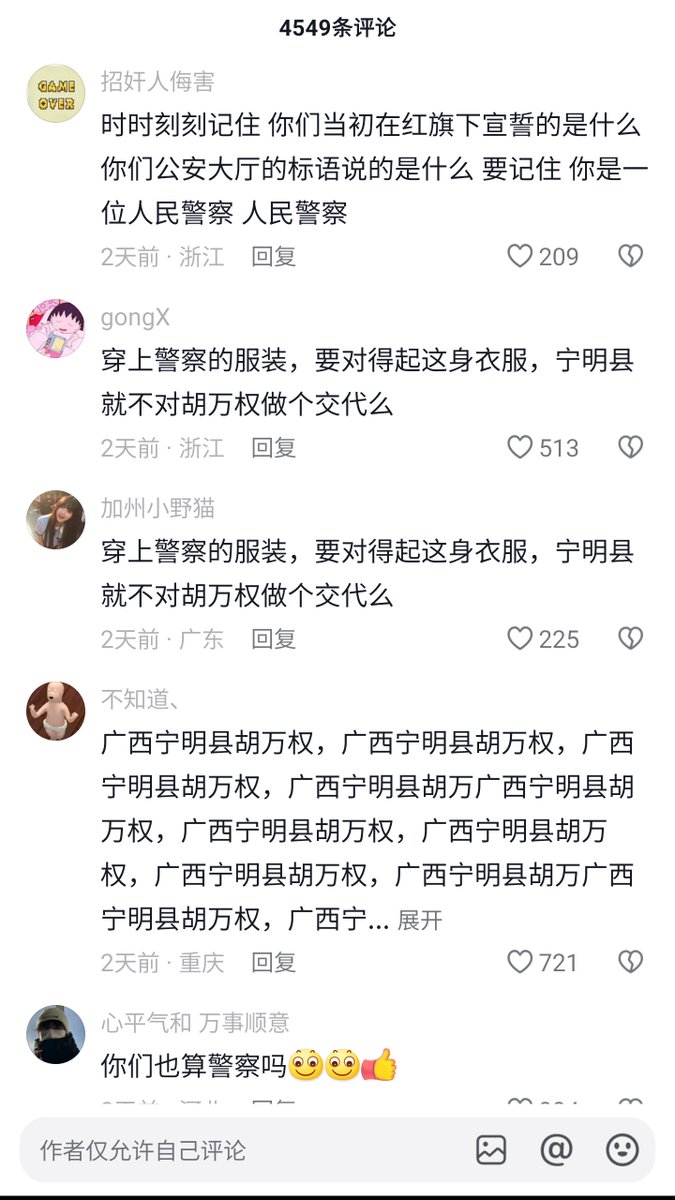 4549条评论
GAME
OVER
招奸人侮害
时时刻刻记住 你们当初在红旗下宣誓的是什么
你们公安大厅的标语说的是什么 要记住 你是一
位人民警察 人民警察
2天前 · 浙江 回复 209
gongX
穿上警察的服装，要对得起这身衣服，宁明县
就不对胡万权做个交代么
2天前 · 浙江 回复 513
加州小野猫
穿上警察的服装，要对得起这身衣服，宁明县
就不对胡万权做个交代么
2天前 · 广东 回复 225
不知道、
广西宁明县胡万权，广西宁明县胡万权，广西
宁明县胡万权，广西宁明县胡万广西宁明县胡
万权，广西宁明县胡万权，广西宁明县胡万
权，广西宁明县胡万权，广西宁明县胡万广西
宁明县胡万权，广西宁... 展开
2天前 · 重庆 回复 721
心平气和 万事顺意
你们也算警察吗
作者仅允许自己评论